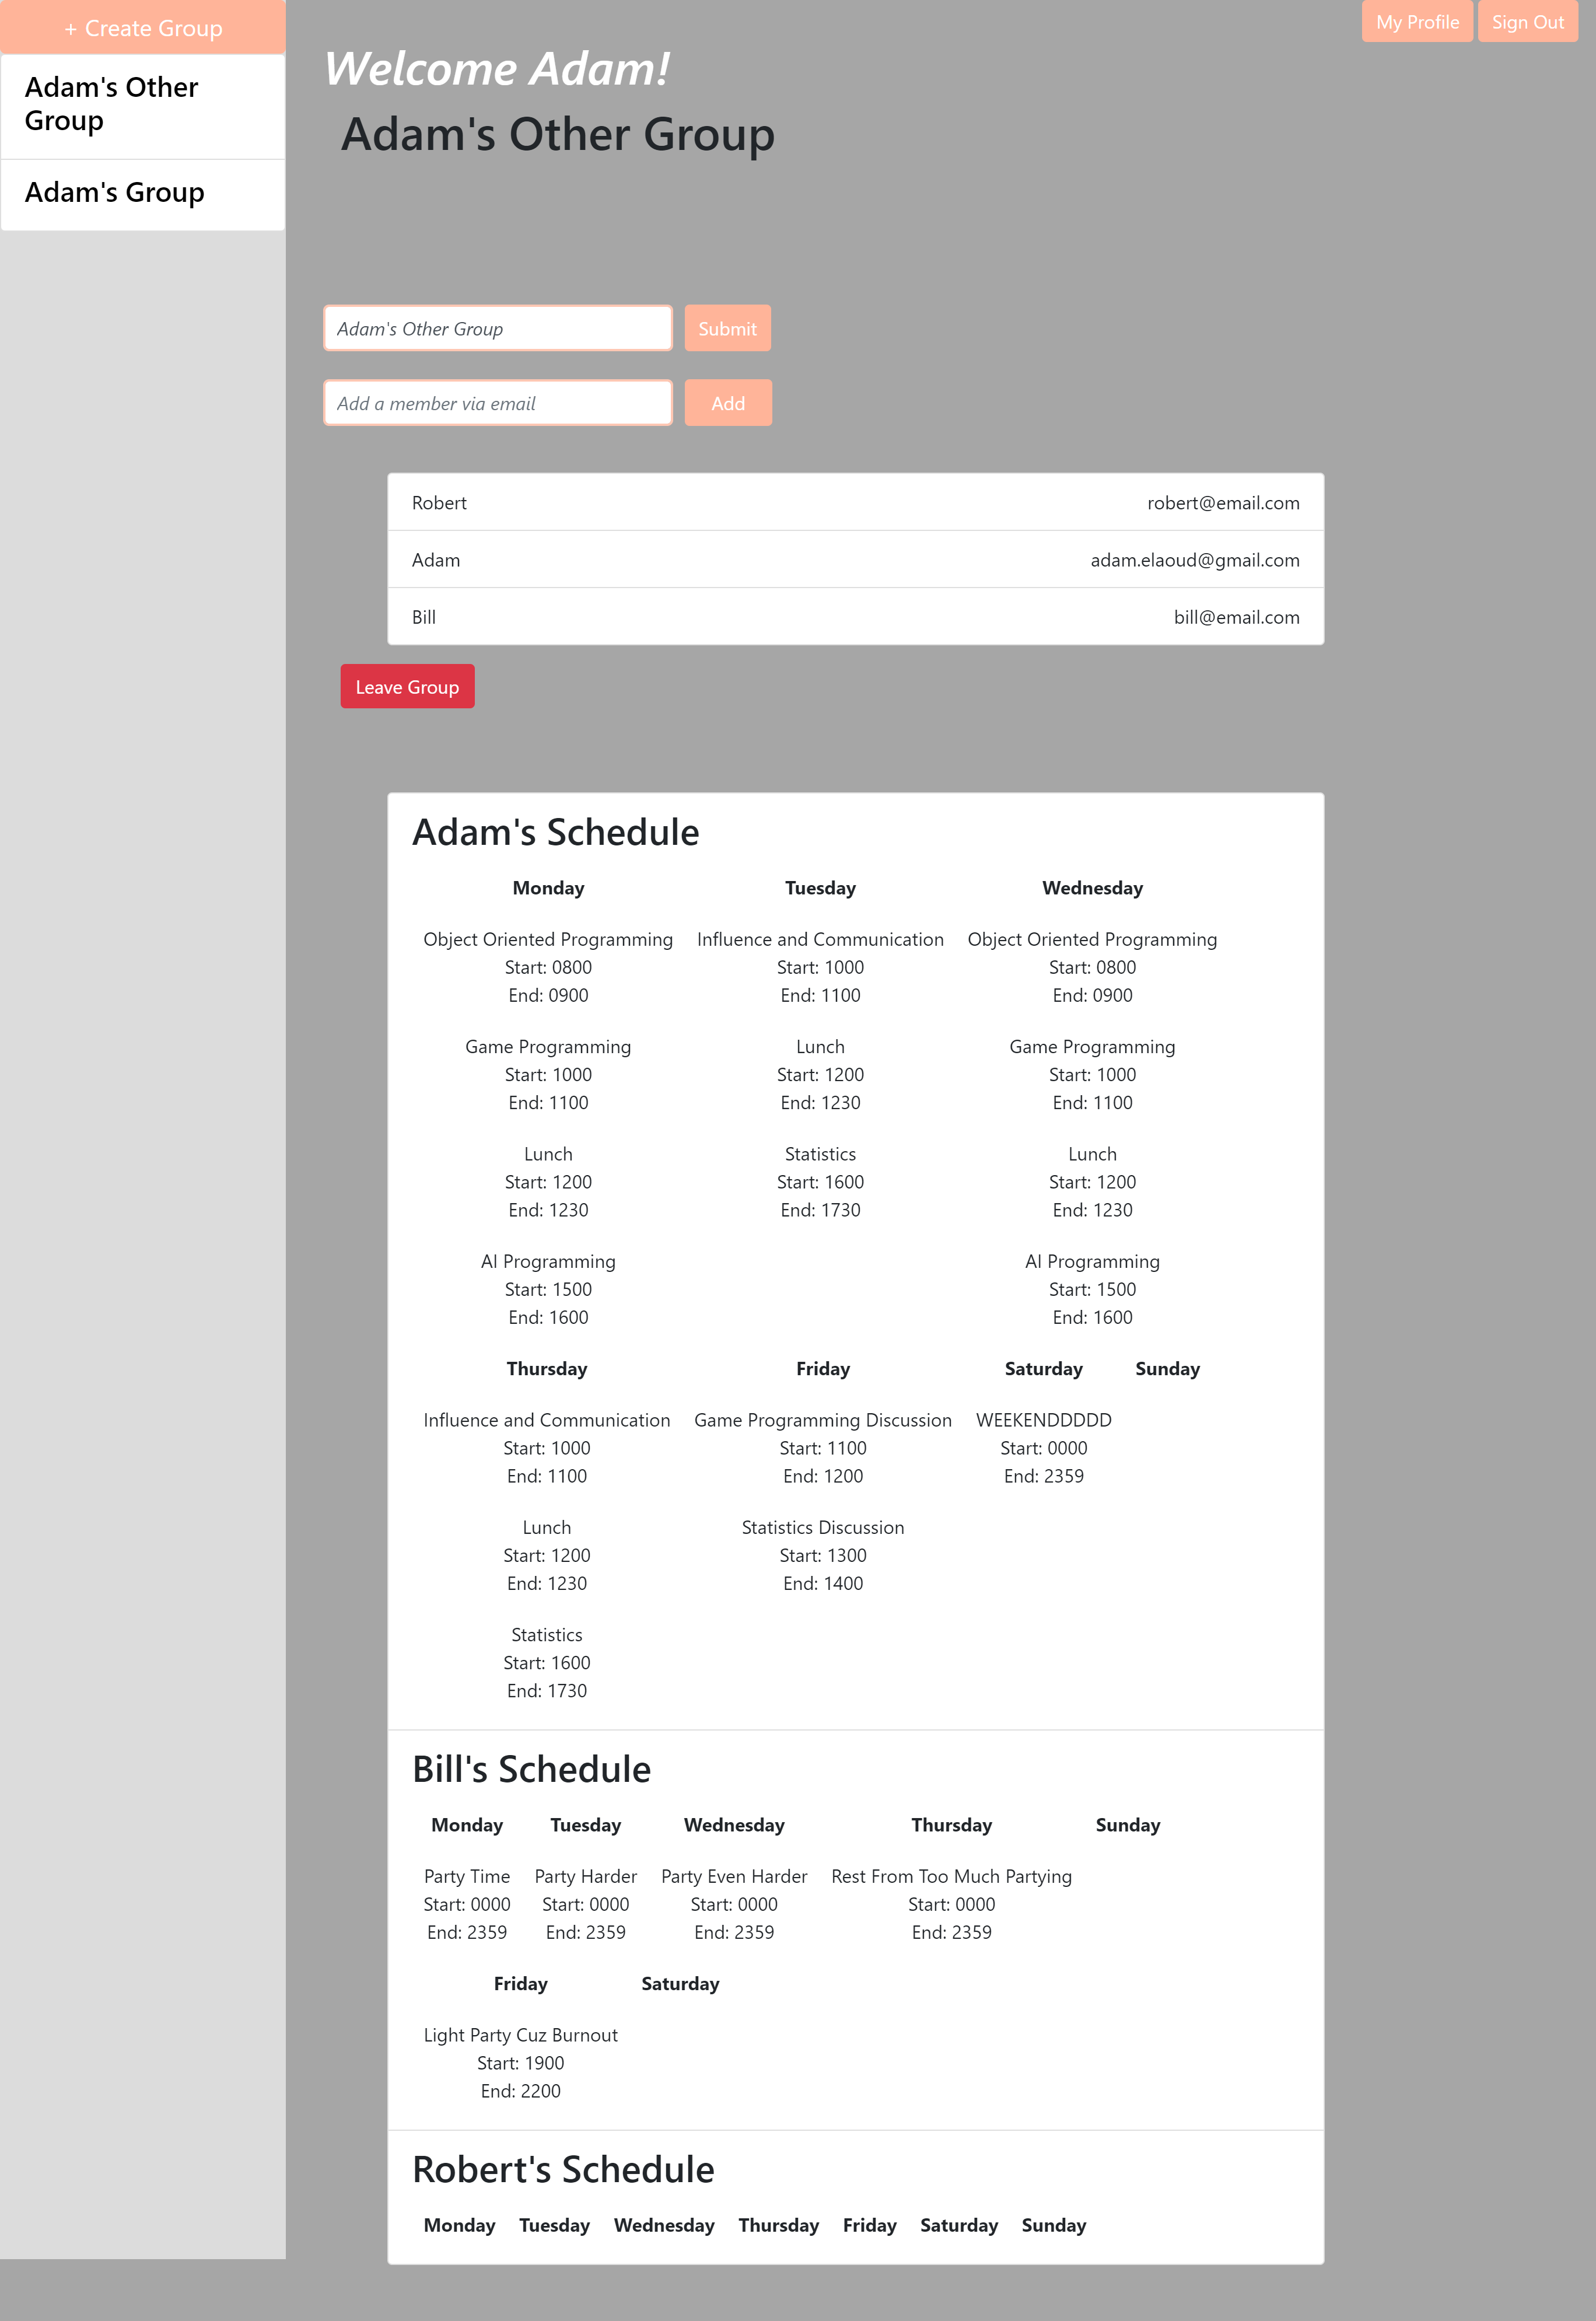 + Create Group
Adam's Other
Group
Adam's Group
My Profile Sign Out
Welcome Adam!
Adam's Other Group
Adam's Other Group Submit
Add a member via email Add
Robert robert@email.com
Adam adam.elaoud@gmail.com
Bill bill@email.com
Leave Group
Adam's Schedule
Monday Tuesday Wednesday
Object Oriented Programming Influence and Communication Object Oriented Programming
Start: 0800 Start: 1000 Start: 0800
End: 0900 End: 1100 End: 0900
Game Programming Lunch Game Programming
Start: 1000 Start: 1200 Start: 1000
End: 1100 End: 1230 End: 1100
Lunch Statistics Lunch
Start: 1200 Start: 1600 Start: 1200
End: 1230 End: 1730 End: 1230
AI Programming AI Programming
Start: 1500 Start: 1500
End: 1600 End: 1600
Thursday Friday Saturday Sunday
Influence and Communication Game Programming Discussion WEEKENDDDDD
Start: 1000 Start: 1100 Start: 0000
End: 1100 End: 1200 End: 2359
Lunch Statistics Discussion
Start: 1200 Start: 1300
End: 1230 End: 1400
Statistics
Start: 1600
End: 1730
Bill's Schedule
Monday Tuesday Wednesday Thursday Sunday
Party Time Party Harder Party Even Harder Rest From Too Much Partying
Start: 0000 Start: 0000 Start: 0000 Start: 0000
End: 2359 End: 2359 End: 2359 End: 2359
Friday Saturday
Light Party Cuz Burnout
Start: 1900
End: 2200
Robert's Schedule
Monday Tuesday Wednesday Thursday Friday Saturday Sunday